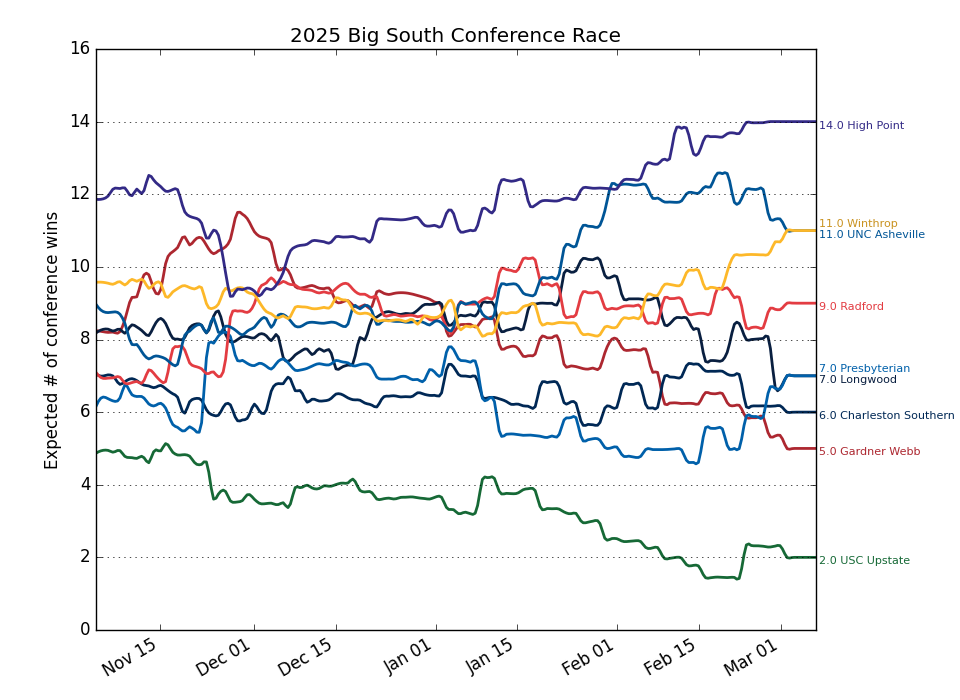 2025 Big South Conference Race
Expected # of conference wins
16
14
12
10
8
6
4
2
0
Nov 15
Dec 01
Dec 15
Jan 01
Jan 15
Feb 01
Feb 15
Mar 01
14.0 High Point
11.0 Winthrop
11.0 UNC Asheville
9.0 Radford
7.0 Presbyterian
7.0 Longwood
6.0 Charleston Southern
5.0 Gardner Webb
2.0 USC Upstate